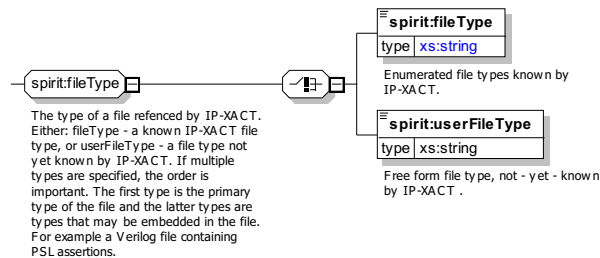 spirit:fileType
type xs:string
Enumerated file types known by
IP-XACT.
spirit:fileType
The type of a file refenced by IP-XACT.
Either: fileType - a known IP-XACT file
type, or userFileType - a file type not
yet known by IP-XACT. If multiple
types are specified, the order is
important. The first type is the primary
type of the file and the latter types are
types that may be embedded in the file.
For example a Verilog file containing
PSL assertions.
spirit:userFileType
type xs:string
Free form file type, not - yet - known
by IP-XACT .